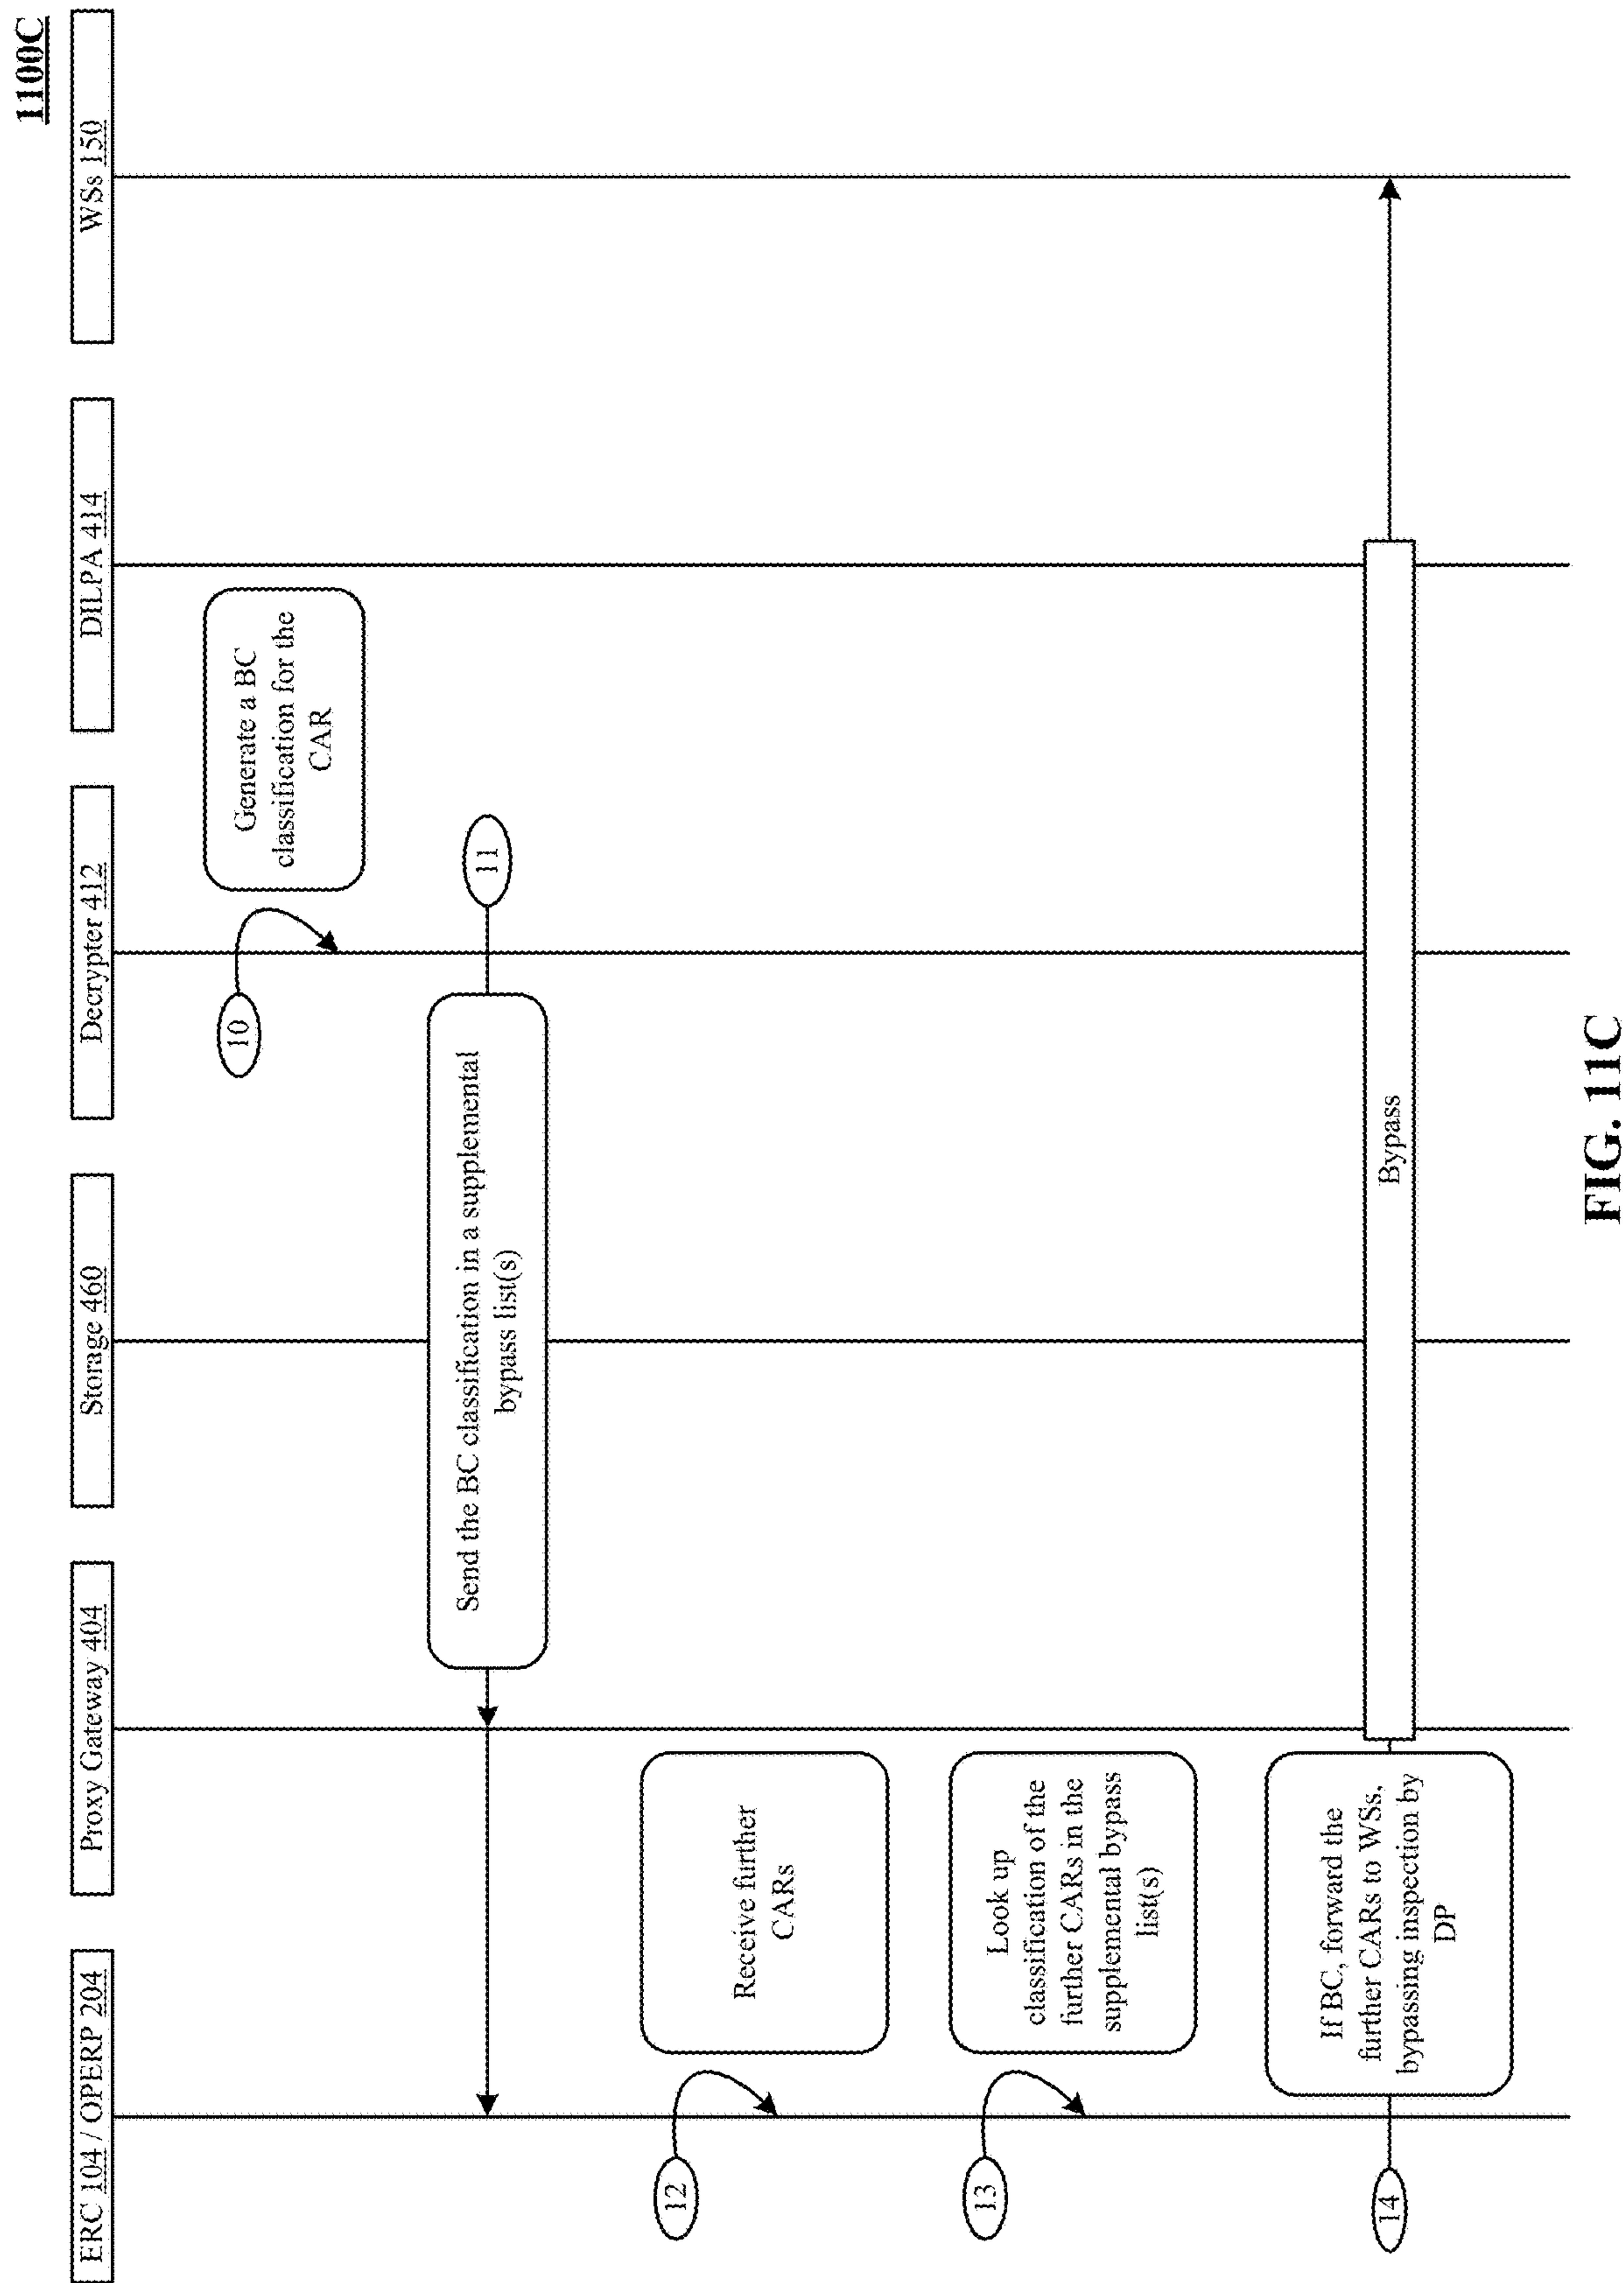 1100C
ERC 104 / OPERP 204
Proxy Gateway 404
Storage 460
Decrypter 412
DILPA 414
WSs 150
10
Generate a BC
classification for the
CAR
Send the BC classification in a supplemental
bypass list(s)
11
12
Receive further
CARs
13
Look up
classification of the
further CARs in the
supplemental bypass
list(s)
14
If BC, forward the
further CARs to WSs,
bypassing inspection by
DP
Bypass
FIG. 11C